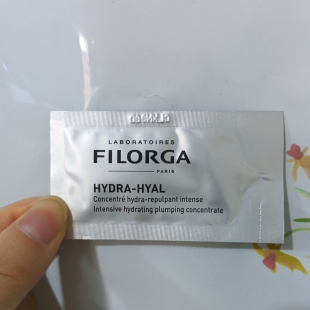 LABORATOIRES
FILORGA
PARIS
HYDRA-HYAL
Concentré hydra-repulpant intense
Intensive hydrating plumping concentrate